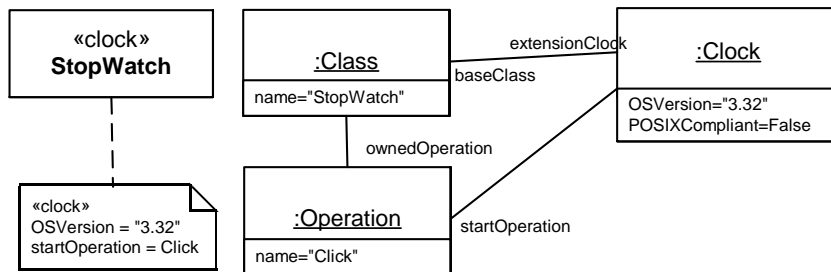 «clock»
StopWatch
«clock»
OSVersion = "3.32"
startOperation = Click
:Class
name="StopWatch"
extensionClock
baseClass
:Clock
OSVersion="3.32"
POSIXCompliant=False
ownedOperation
:Operation
name="Click"
startOperation